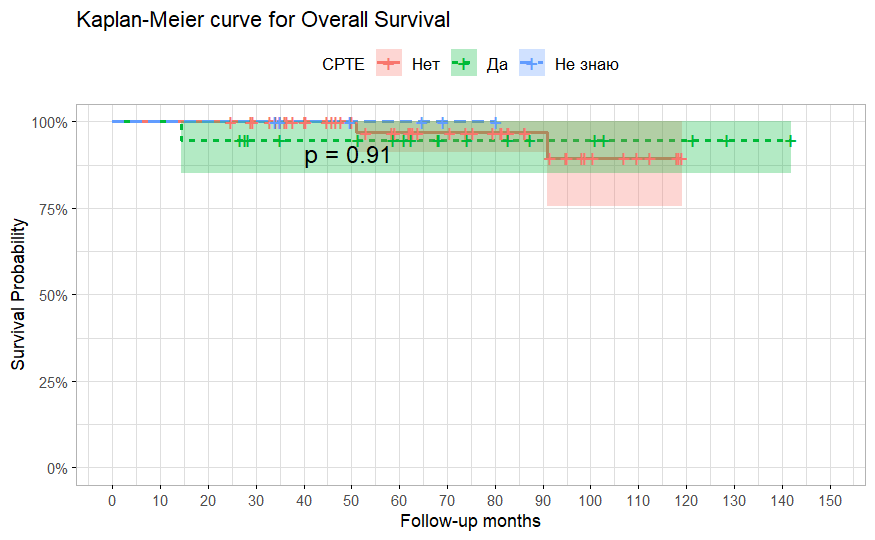 Kaplan-Meier curve for Overall Survival
CPTE Нет Да Не знаю
Survival Probability
100%
75%
50%
25%
0%
p = 0.91
0 10 20 30 40 50 60 70 80 90 100 110 120 130 140 150
Follow-up months